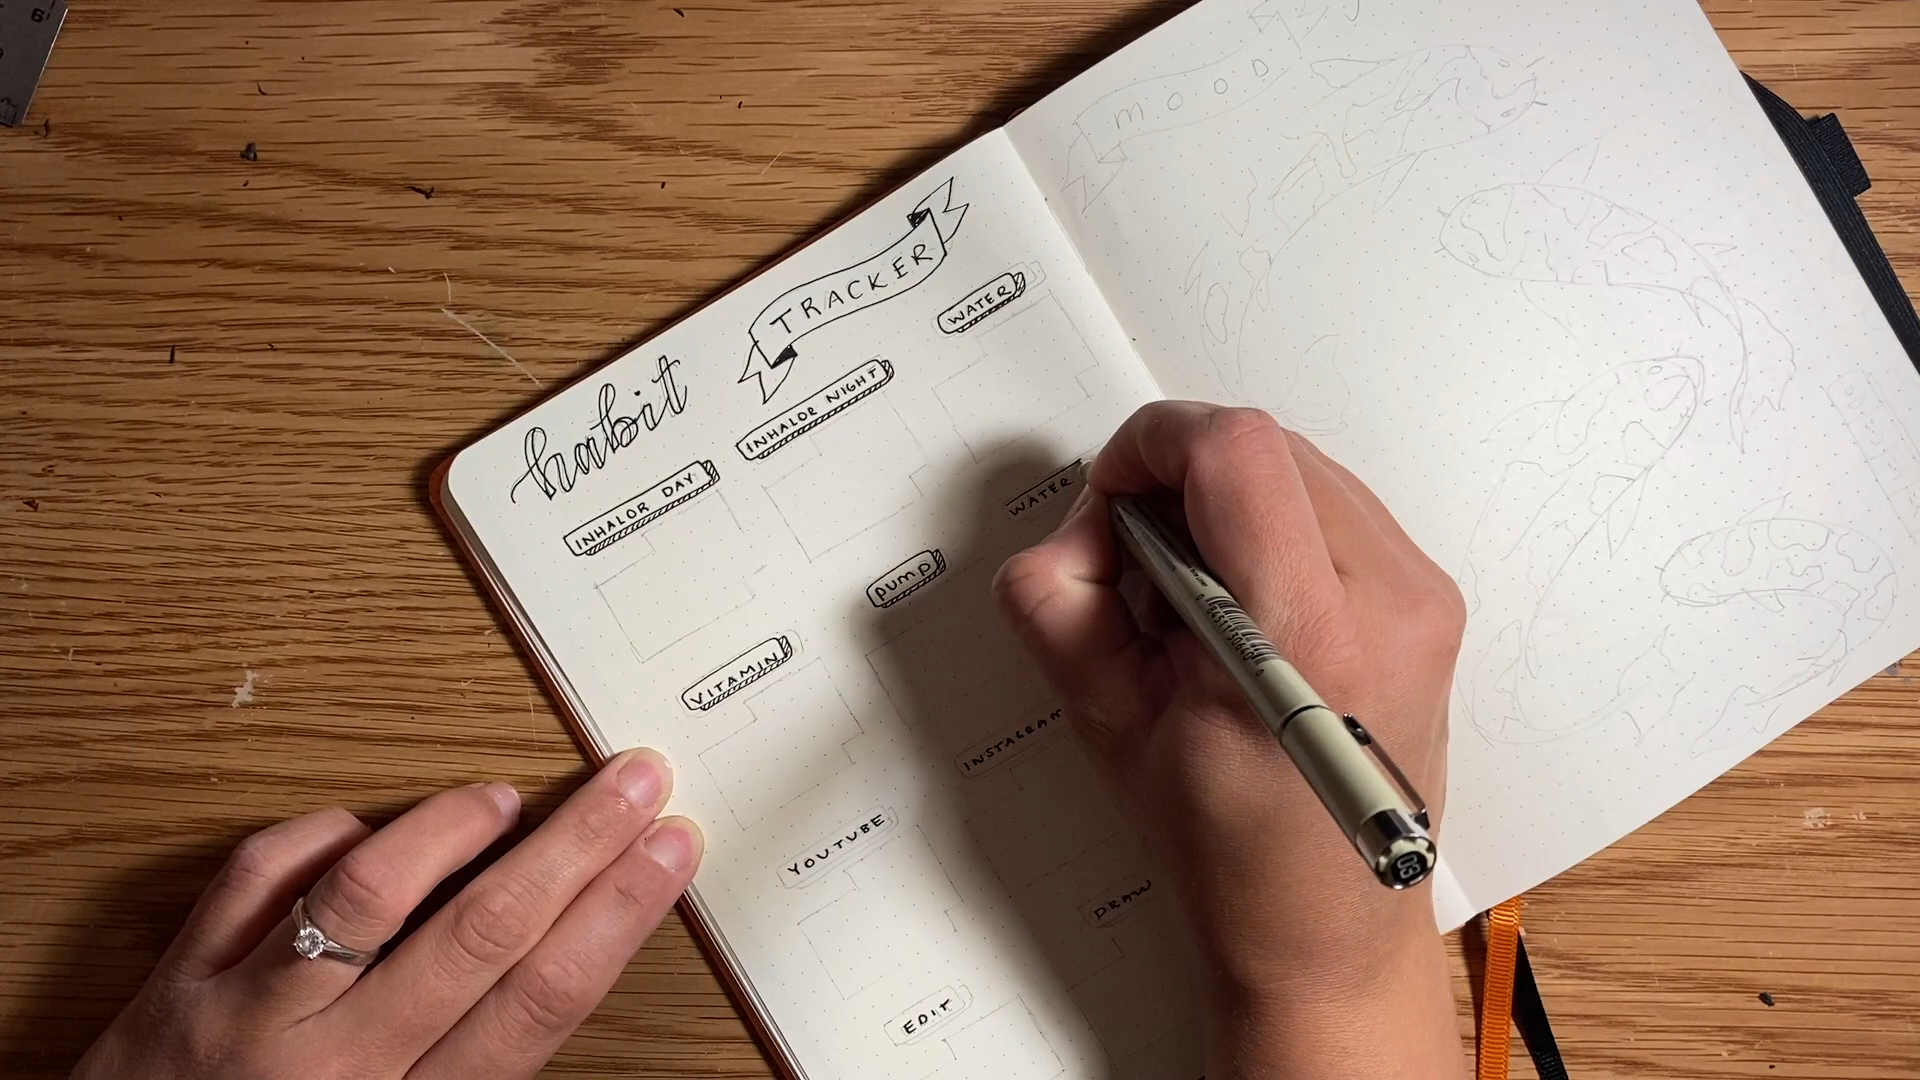 habit
TRACKER
INHALOR DAY
INHALOR NIGHT
WATER
VITAMIN
PUMP
WATER
YOUTUBE
INSTAGRAM
EDIT
DRAW
MOOD
03